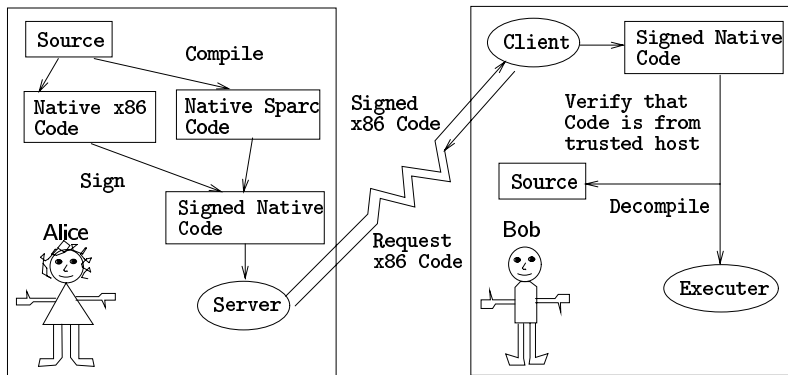 Source
Compile
Native x86
Code
Native Sparc
Code
Sign
Signed Native
Code
Alice
Server
Signed
x86 Code
Request
x86 Code
Client
Signed Native
Code
Verify that
Code is from
trusted host
Source
Decompile
Bob
Executer